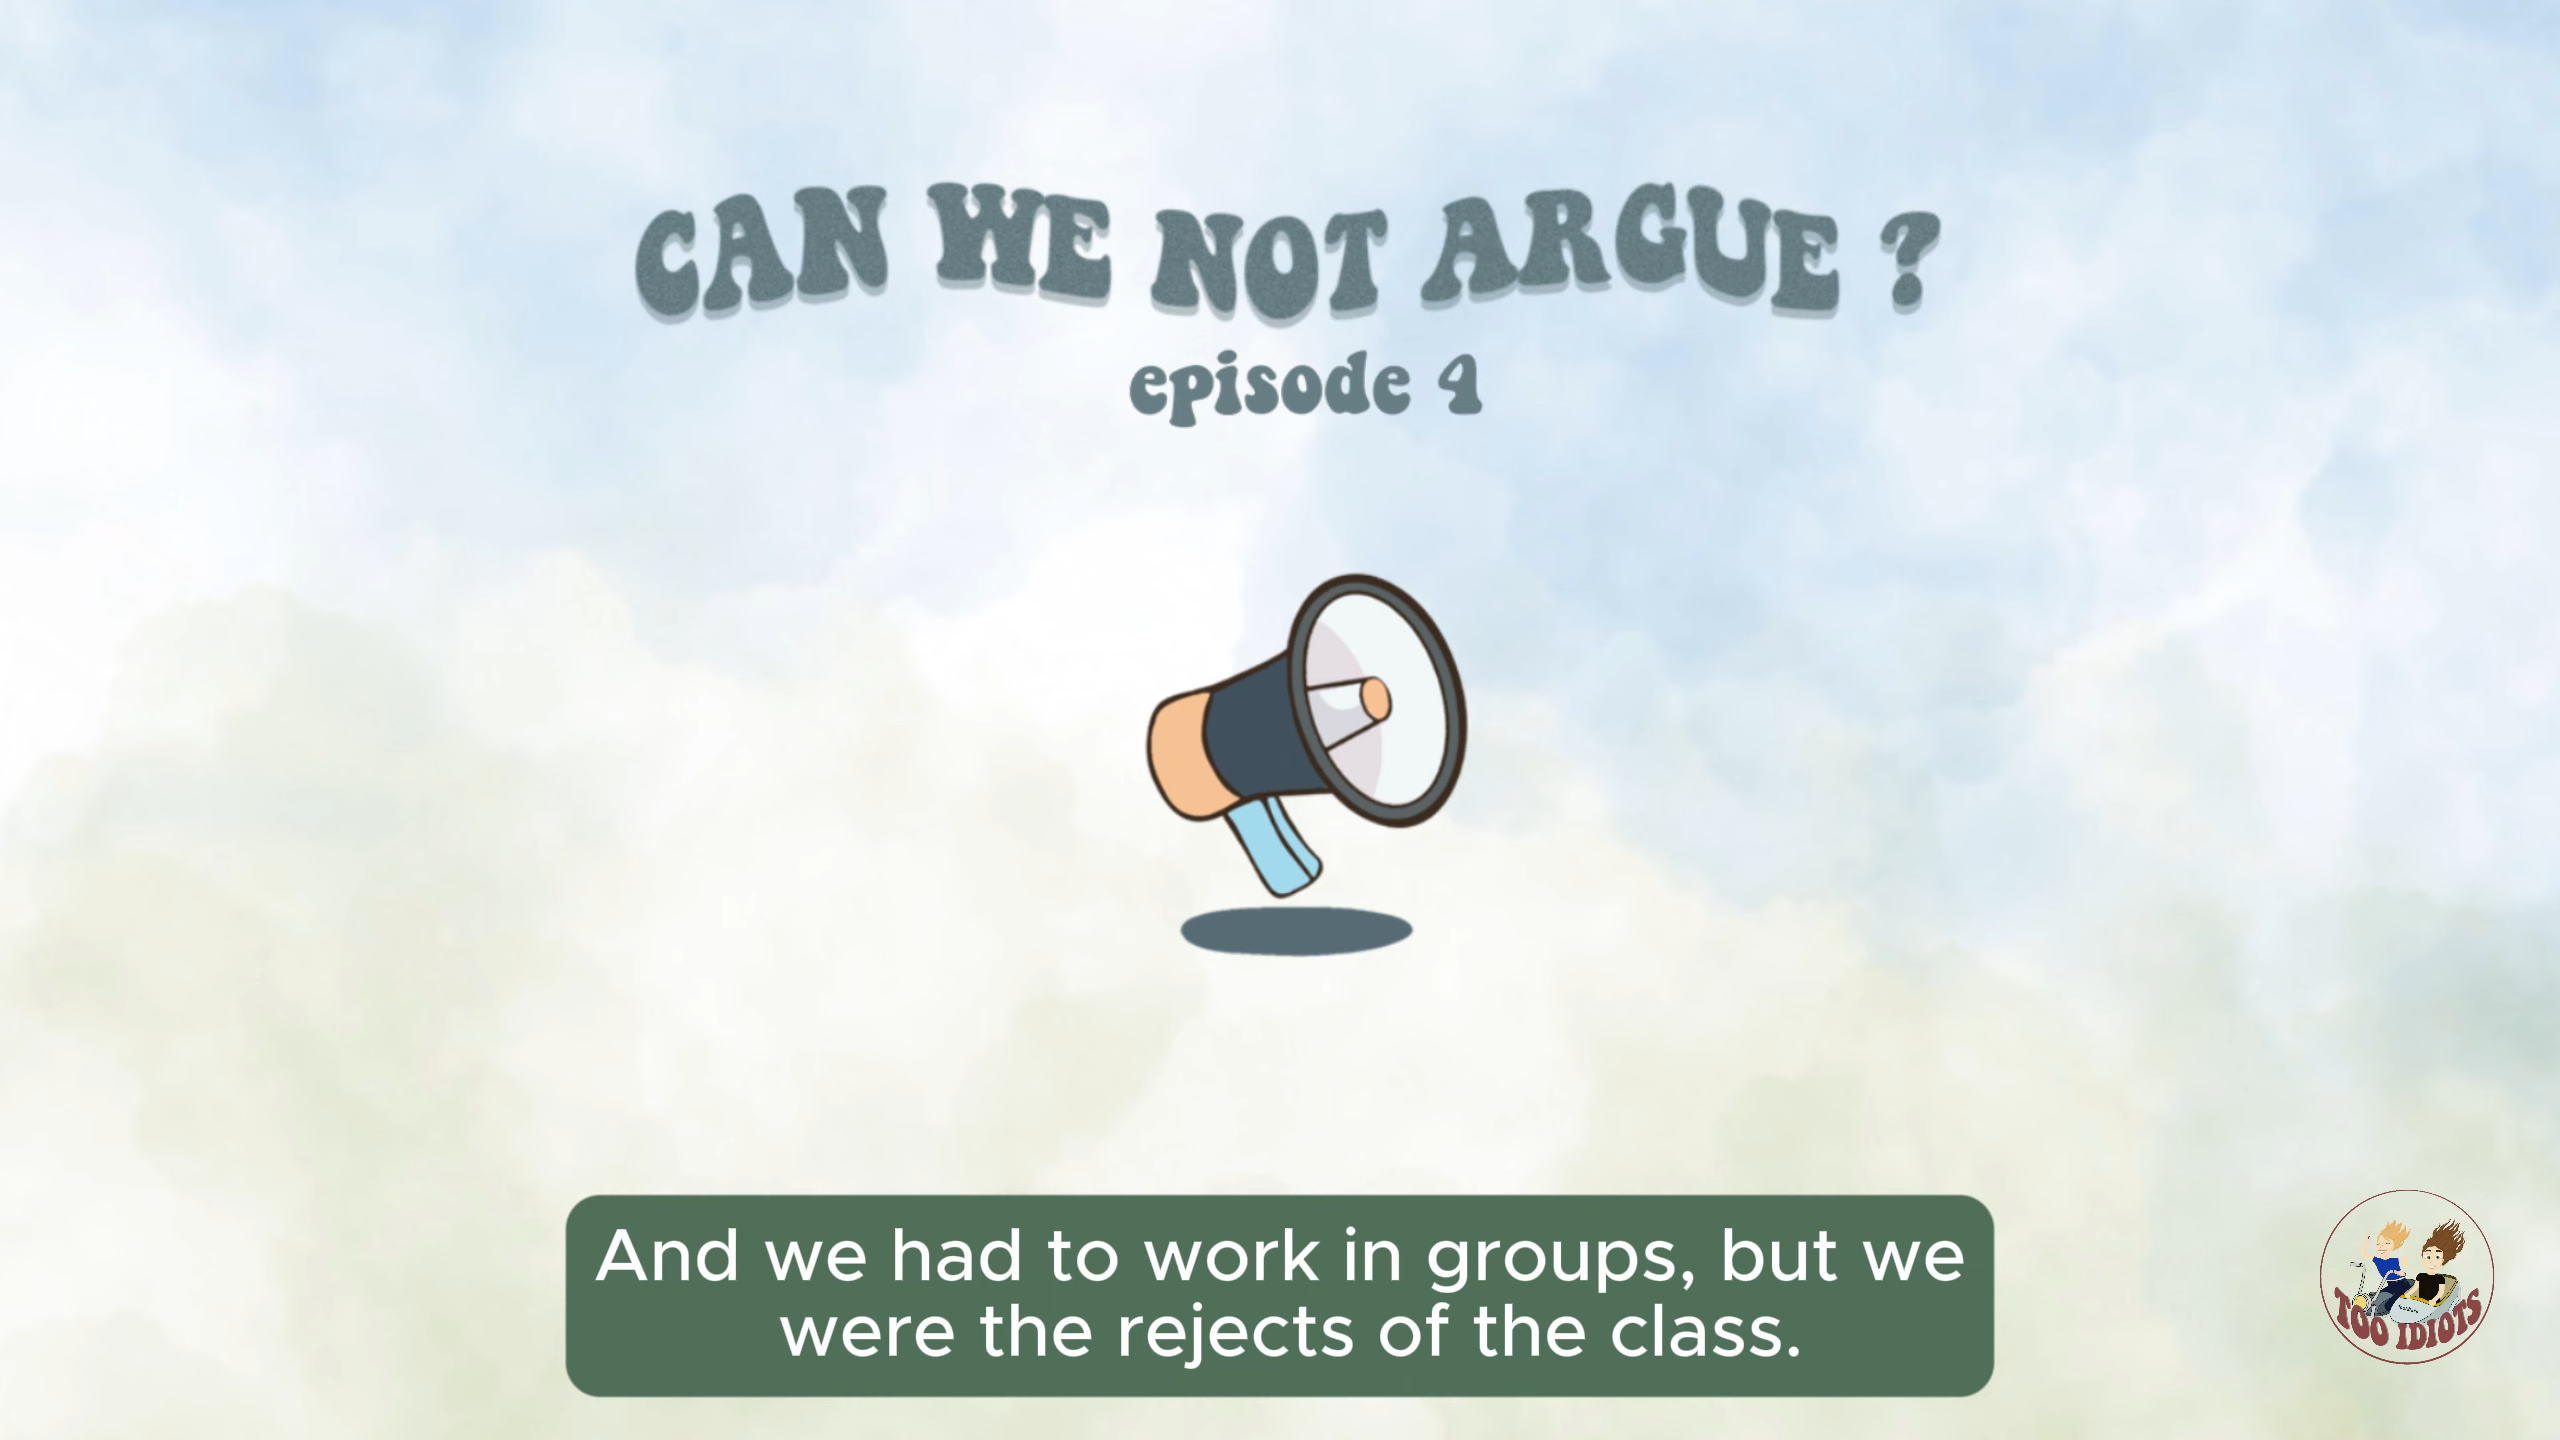 CAN WE NOT ARGUE ?
episode 4
And we had to work in groups, but we
were the rejects of the class.
TOO IDIOTS